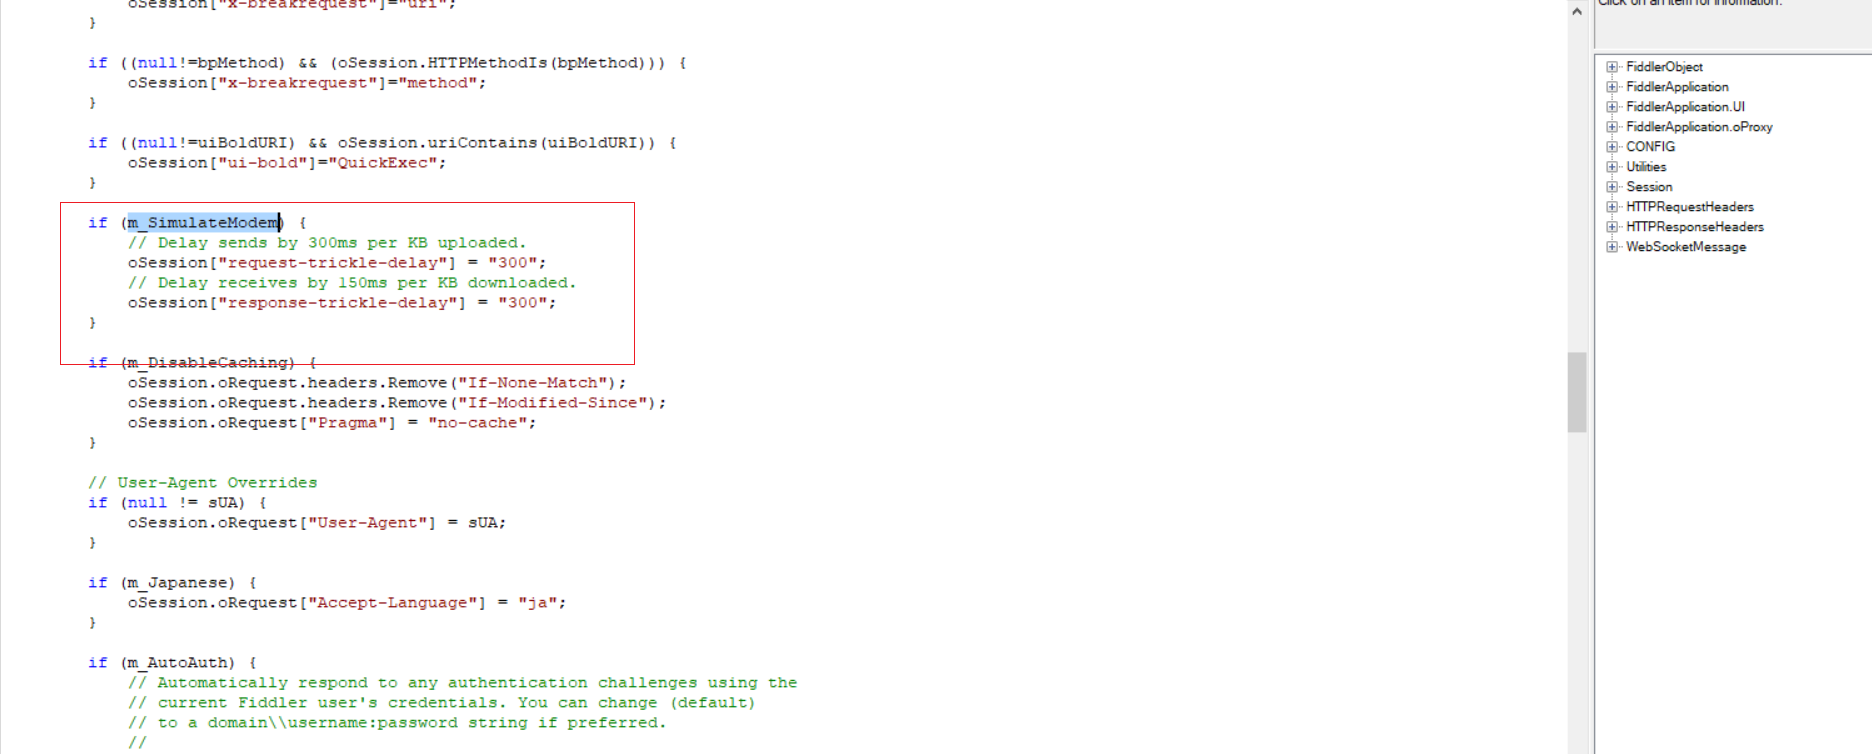 oSession["x-breakrequest"]="uri";
}
if ((null!=bpMethod) && (oSession.HTTPMethodIs(bpMethod))) {
oSession["x-breakrequest"]="method";
}
if ((null!=uiBoldURI) && oSession.uriContains(uiBoldURI)) {
oSession["ui-bold"]="QuickExec";
}
if (m_SimulateModem) {
// Delay sends by 300ms per KB uploaded.
oSession["request-trickle-delay"] = "300";
// Delay receives by 150ms per KB downloaded.
oSession["response-trickle-delay"] = "300";
}
if (m_DisableCaching) {
oSession.oRequest.headers.Remove("If-None-Match");
oSession.oRequest.headers.Remove("If-Modified-Since");
oSession.oRequest["Pragma"] = "no-cache";
}
// User-Agent Overrides
if (null != sUA) {
oSession.oRequest["User-Agent"] = sUA;
}
if (m_Japanese) {
oSession.oRequest["Accept-Language"] = "ja";
}
if (m_AutoAuth) {
// Automatically respond to any authentication challenges using the
// current Fiddler user's credentials. You can change (default)
// to a domain\\username:password string if preferred.
//
Click on an item for information.
FiddlerObject
FiddlerApplication
FiddlerApplication.UI
FiddlerApplication.oProxy
CONFIG
Utilities
Session
HTTPRequestHeaders
HTTPResponseHeaders
WebSocketMessage